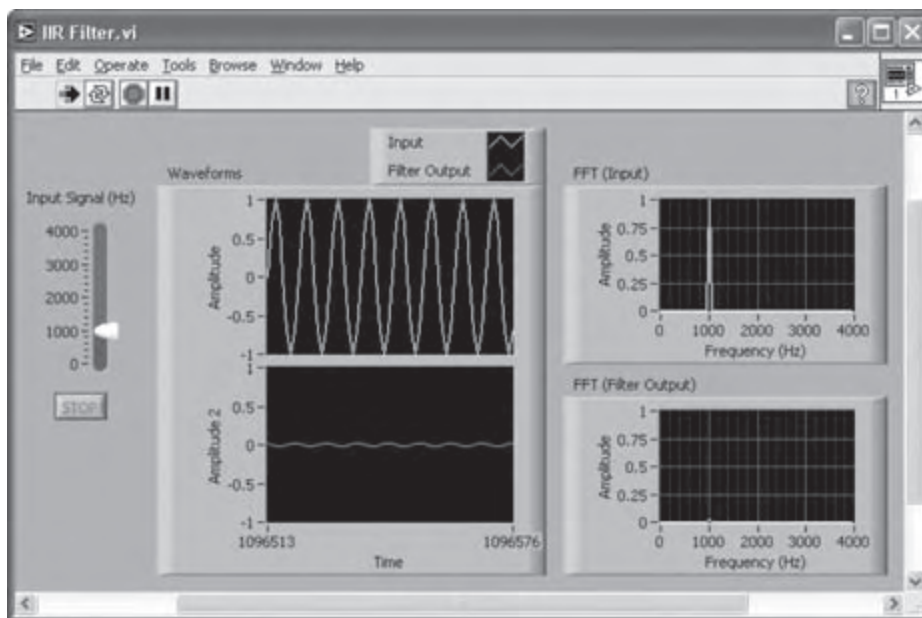 IIR Filter.vi
File Edit Operate Tools Browse Window Help
?
1
Input
Filter Output
Waveforms
FFT (Input)
Input Signal (Hz)
4000
3000
2000
1000
0
STOP
Amplitude
1
0.5
0
-0.5
-1
Amplitude 2
1
0.5
0
-0.5
-1
1096513 1096576
Time
Amplitude
1
0.75
0.5
0.25
0
0 1000 2000 3000 4000
Frequency (Hz)
FFT (Filter Output)
Amplitude
1
0.75
0.5
0.25
0
0 1000 2000 3000 4000
Frequency (Hz)